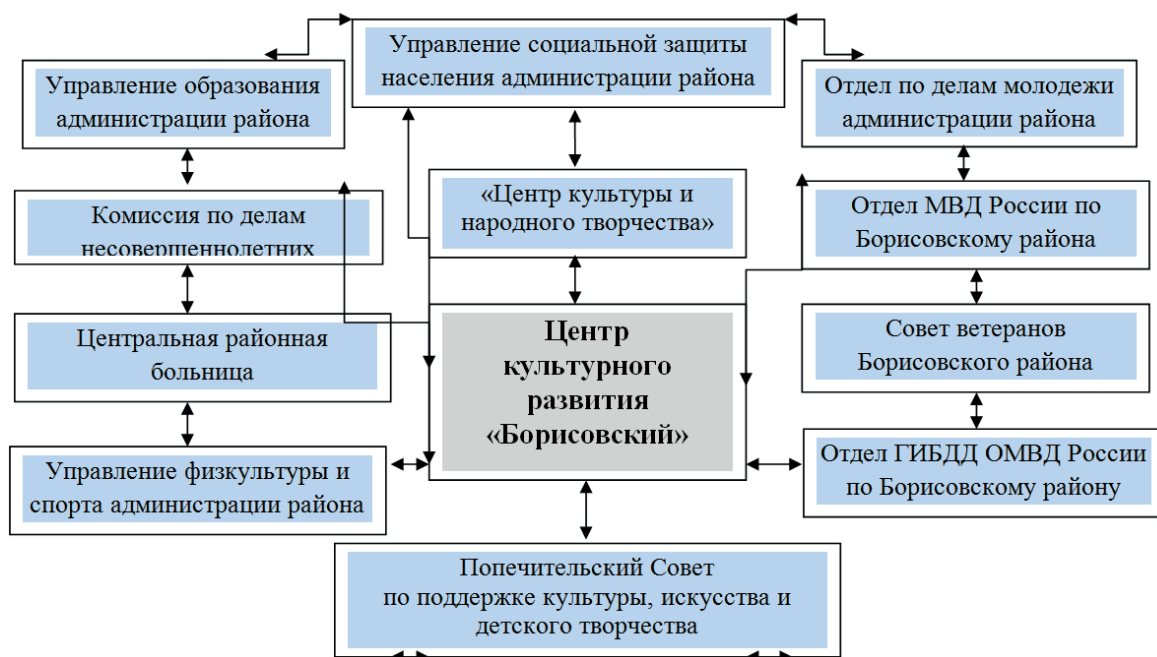 Управление социальной защиты
населения администрации района
Управление образования
администрации района
Отдел по делам молодежи
администрации района
«Центр культуры и
народного творчества»
Комиссия по делам
несовершеннолетних
Отдел МВД России по
Борисовскому района
Центральная районная
больница
Центр
культурного
развития
«Борисовский»
Совет ветеранов
Борисовского района
Управление физкультуры и
спорта администрации района
Отдел ГИБДД ОМВД России
по Борисовскому району
Попечительский Совет
по поддержке культуры, искусства и
детского творчества